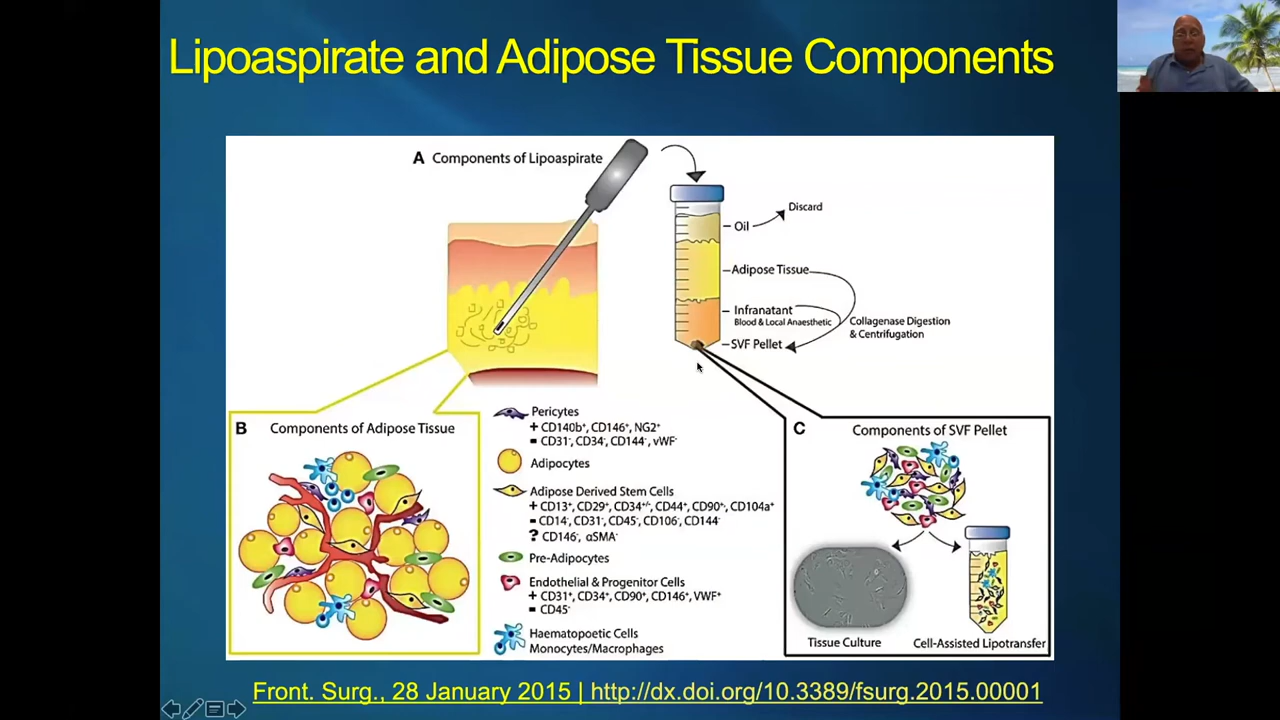 Lipoaspirate and Adipose Tissue Components
A Components of Lipoaspirate
Oil
Discard
Adipose Tissue
Infranatant
Blood & Local Anaesthetic
SVF Pellet
Collagenase Digestion
& Centrifugation
B Components of Adipose Tissue
Pericytes
+ CD140b⁺, CD146⁺, NG2⁺
- CD31⁻, CD34⁻, CD144⁻, vWF⁻
Adipocytes
Adipose Derived Stem Cells
+ CD13⁺, CD29⁺, CD34⁺/⁻, CD44⁺, CD90⁺, CD104a⁺
- CD14⁻, CD31⁻, CD45⁻, CD106⁻, CD144⁻
? CD146⁻, αSMA⁻
Pre-Adipocytes
Endothelial & Progenitor Cells
+ CD31⁺, CD34⁺, CD90⁺, CD146⁺, VWF⁺
- CD45⁻
Haematopoetic Cells
Monocytes/Macrophages
C Components of SVF Pellet
Tissue Culture
Cell-Assisted Lipotransfer
Front. Surg., 28 January 2015 | http://dx.doi.org/10.3389/fsurg.2015.00001